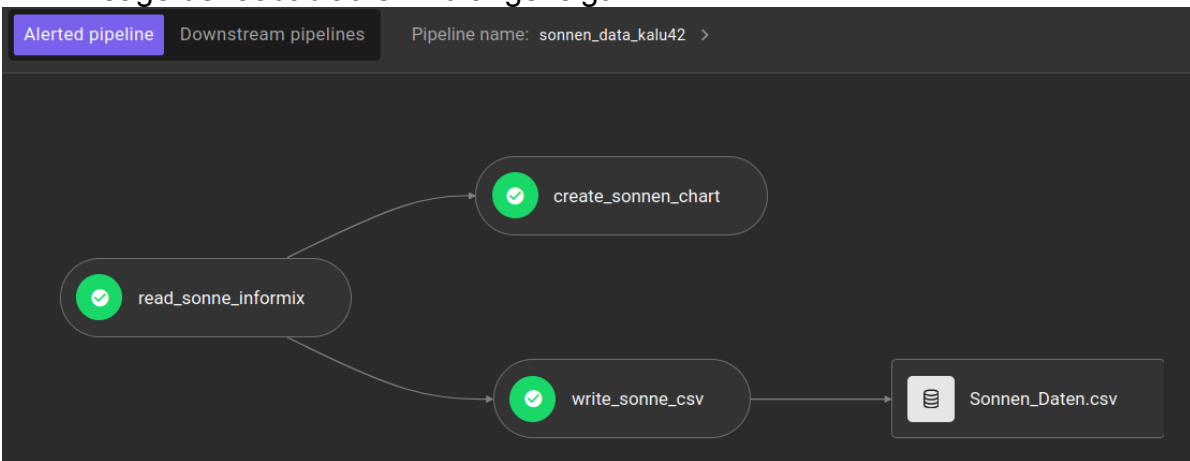 Alerted pipeline Downstream pipelines Pipeline name: sonnen_data_kalu42 >
create_sonnen_chart
read_sonne_informix
write_sonne_csv Sonnen_Daten.csv